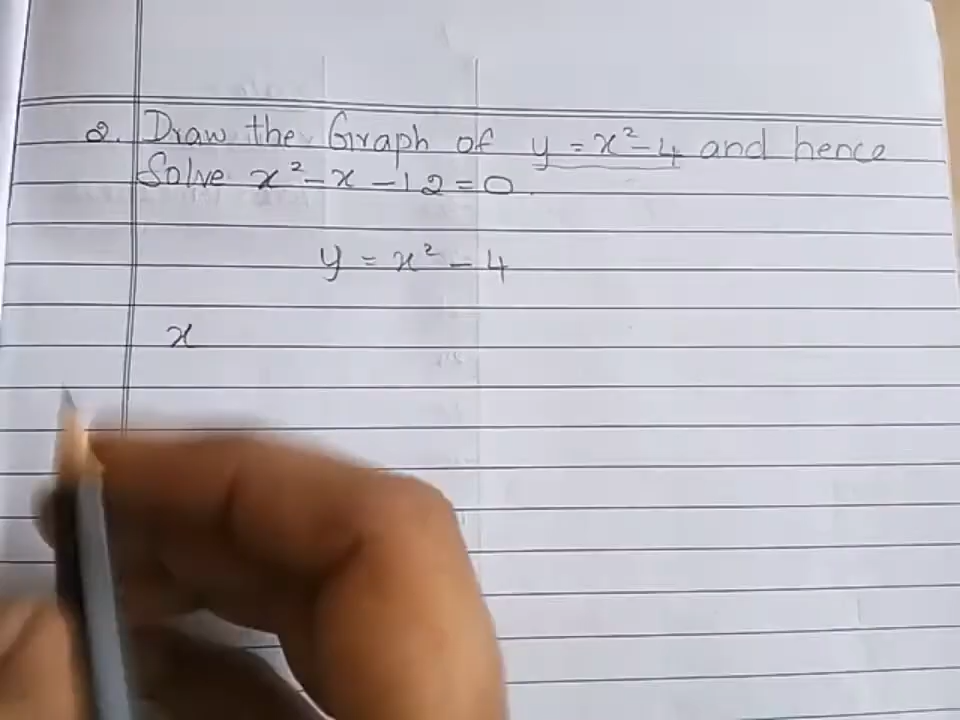 2. Draw the Graph of y = x² - 4 and hence
Solve x² - x - 12 = 0.
y = x² - 4
x